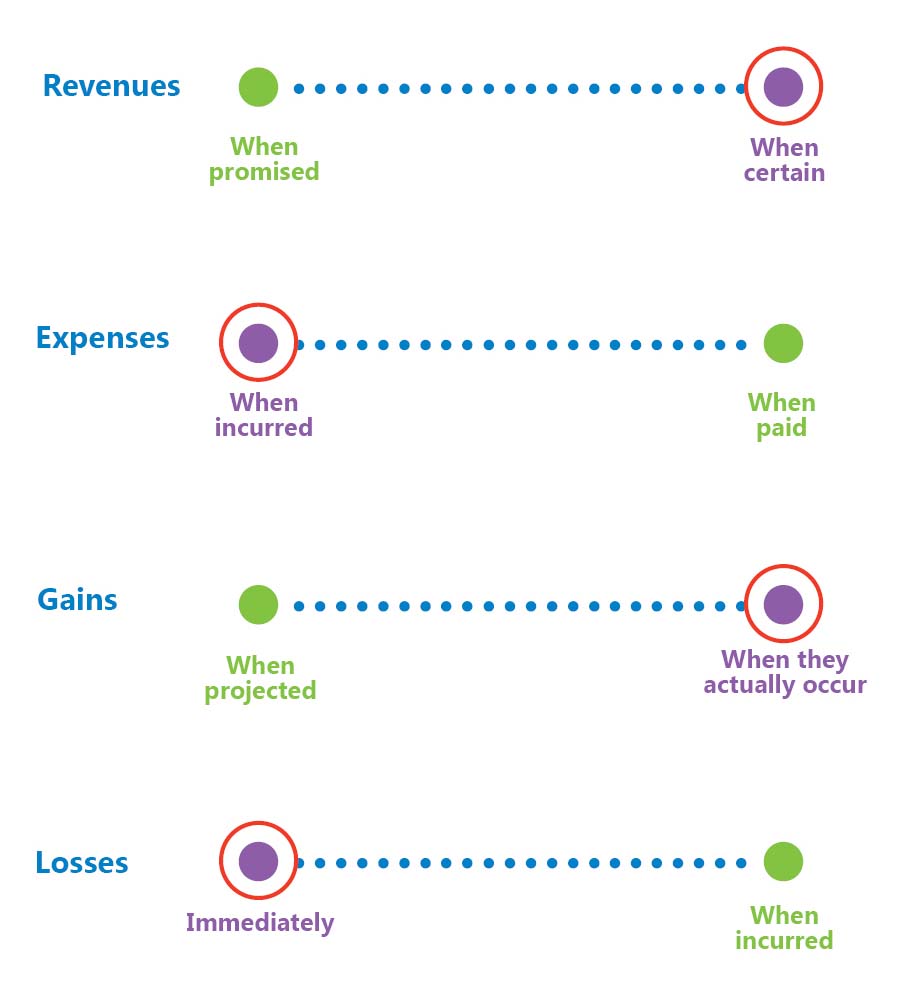 Revenues
When
promised
When
certain
Expenses
When
incurred
When
paid
Gains
When
projected
When they
actually occur
Losses
Immediately
When
incurred